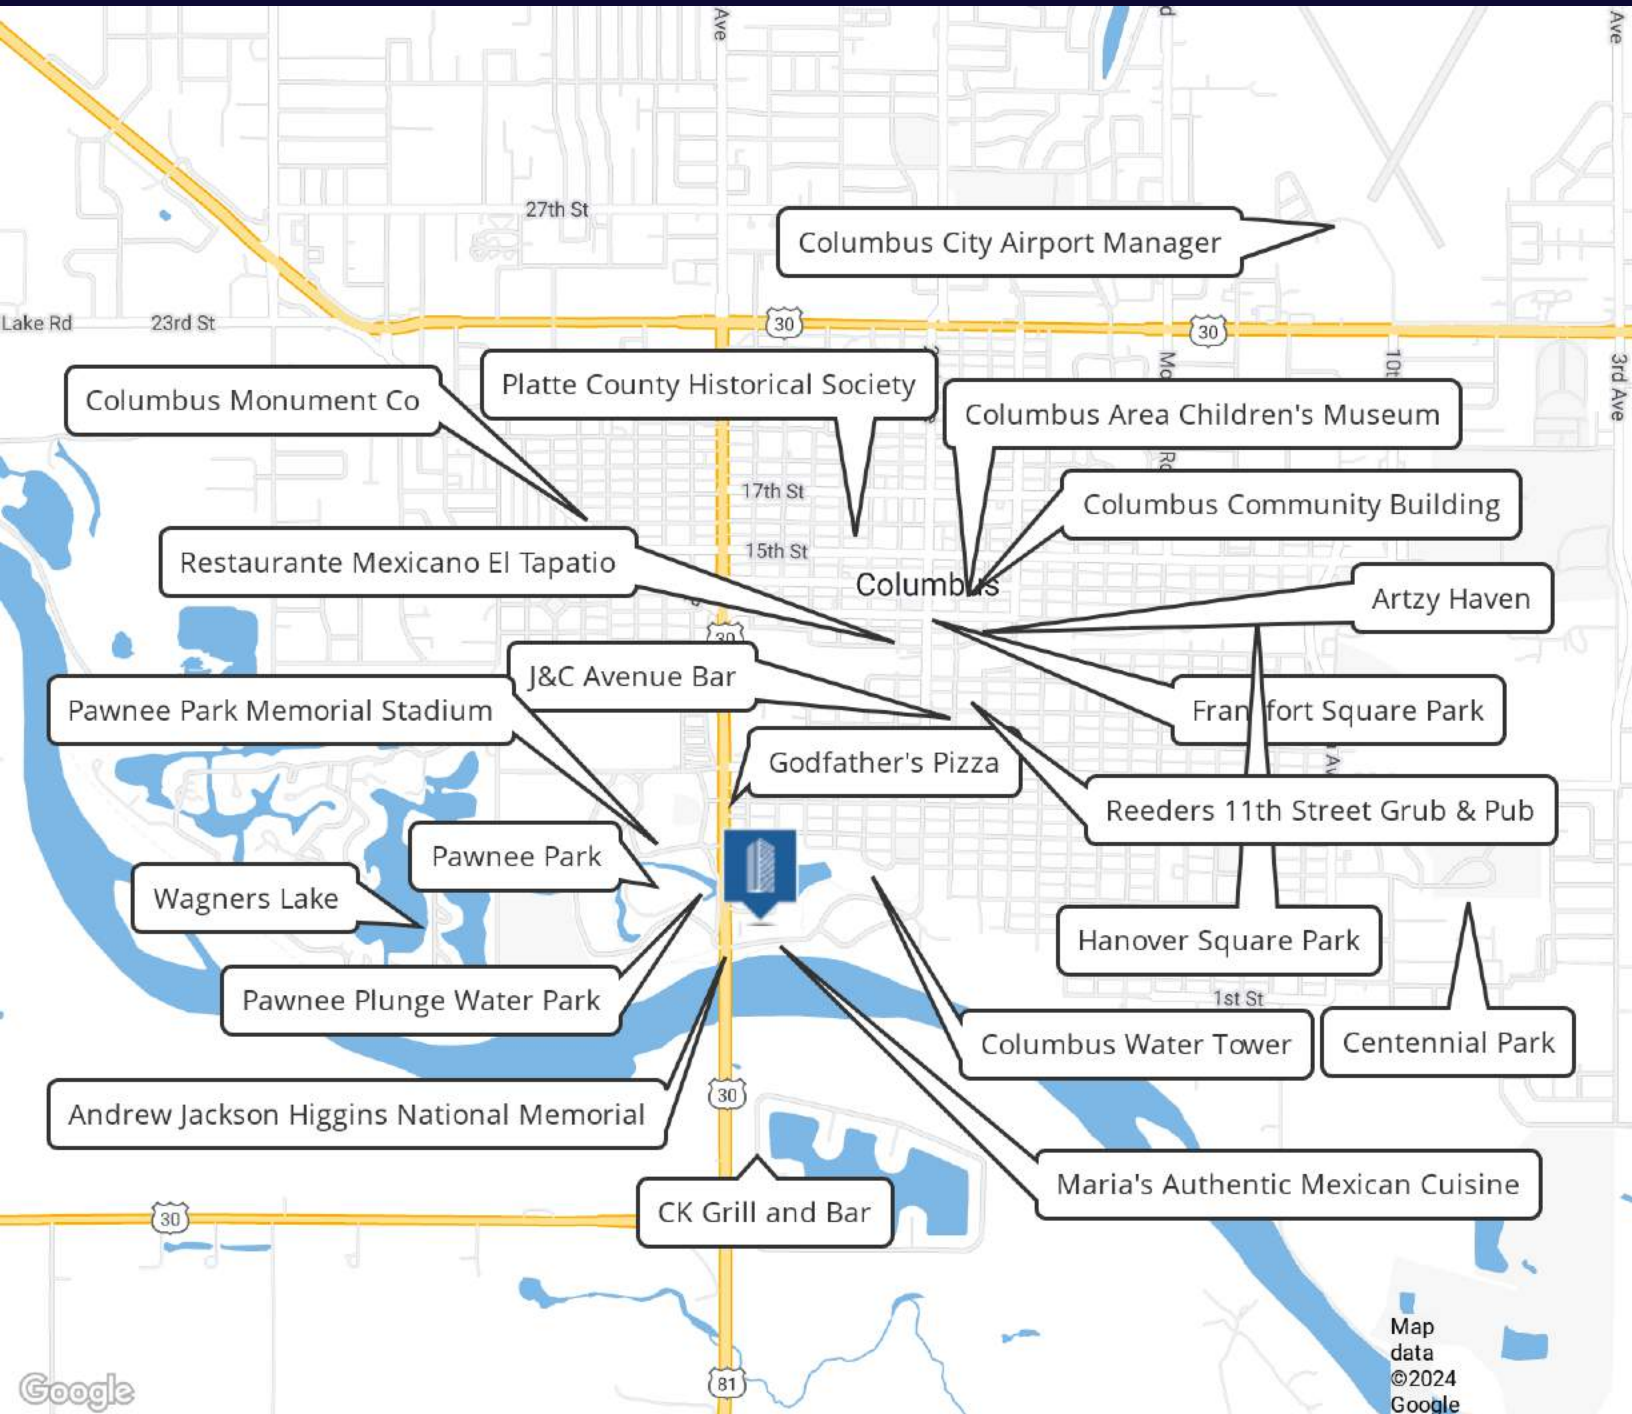 Ave
d
Ave
27th St
Columbus City Airport Manager
Lake Rd
23rd St
30
30
Mo
10t
3rd Ave
Platte County Historical Society
Columbus Monument Co
Columbus Area Children's Museum
Rd
17th St
Columbus Community Building
15th St
Restaurante Mexicano El Tapatio
Columbus
Artzy Haven
30
J&C Avenue Bar
Pawnee Park Memorial Stadium
Frankfort Square Park
Av
Godfather's Pizza
Reeders 11th Street Grub & Pub
Pawnee Park
Wagners Lake
Hanover Square Park
Pawnee Plunge Water Park
1st St
Columbus Water Tower
Centennial Park
30
Andrew Jackson Higgins National Memorial
Maria's Authentic Mexican Cuisine
CK Grill and Bar
30
81
Google
Map
data
©2024
Google